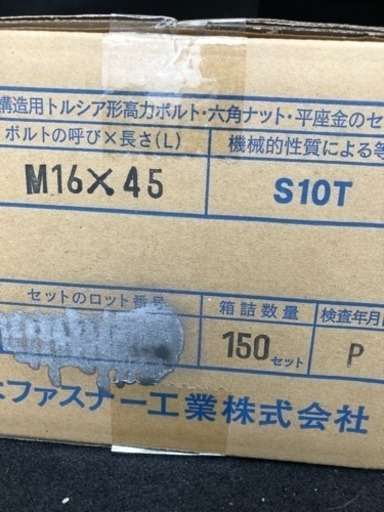 構造用トルシア形高力ボルト・六角ナット・平座金のセ
ボルトの呼び×長さ(L) 機械的性質による等
M16×45 S10T
セットのロット番号 箱詰数量 検査年月
150セット P
ファスナー工業株式会社